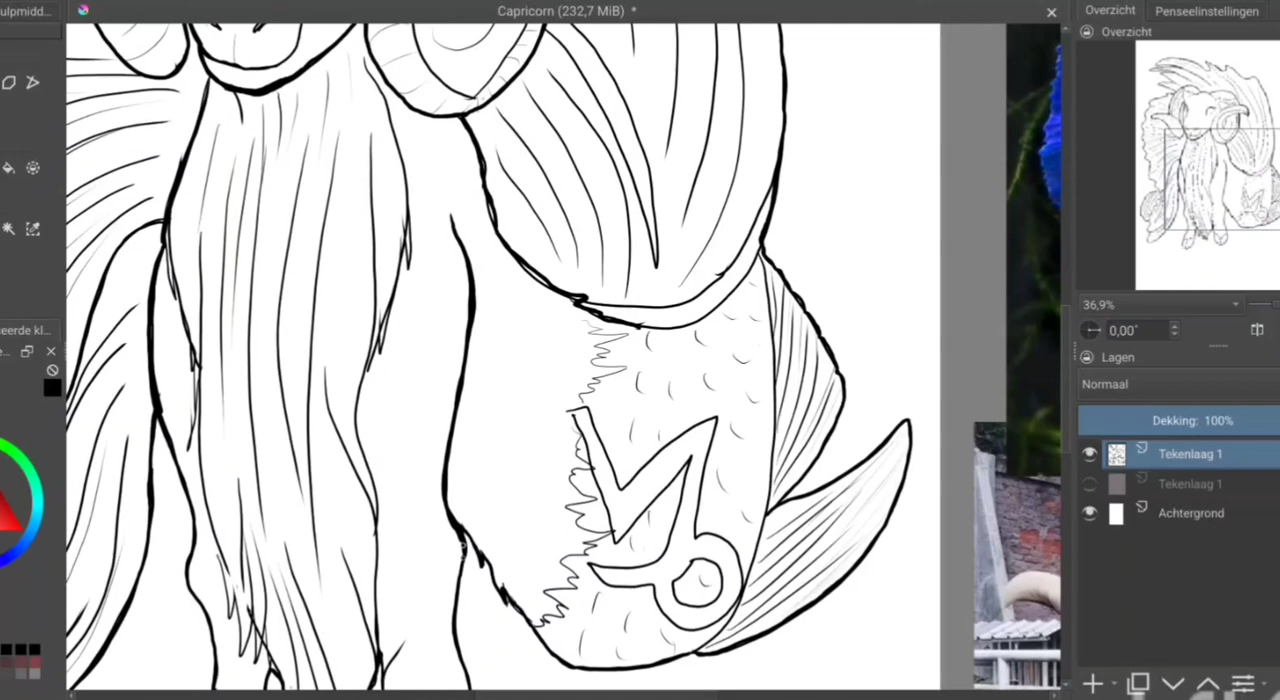 ulpmidd...
Capricorn (232,7 MiB) *
Overzicht
Penseelinstellingen
Overzicht
36,9%
0,00°
Lagen
Normaal
Dekking: 100%
Tekenlaag 1
Tekenlaag 1
Achtergrond
ceerde kl...
e...